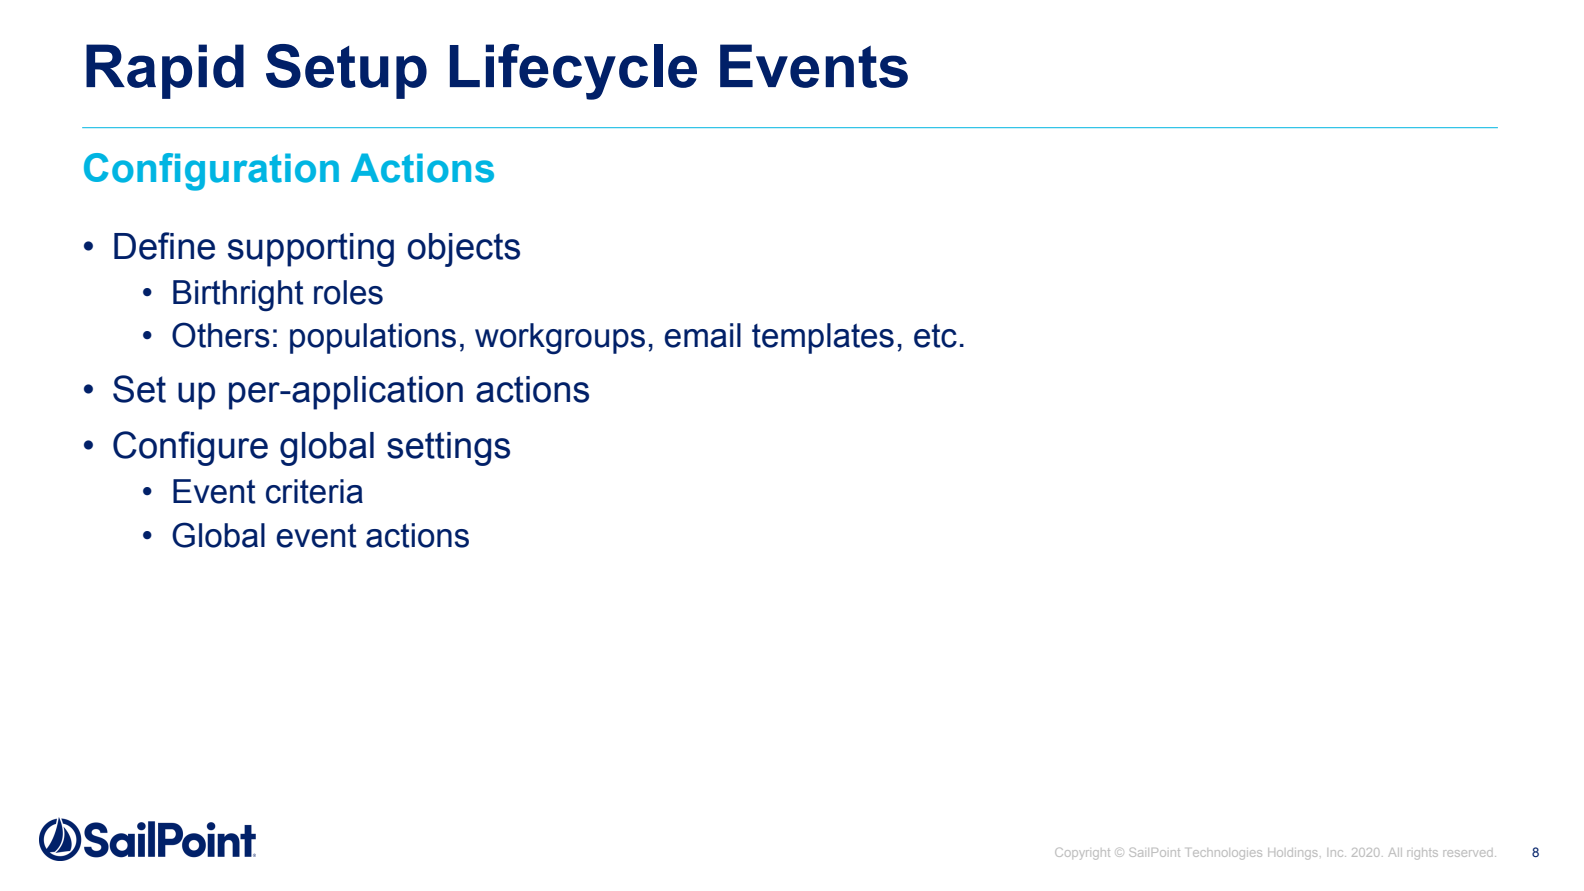 Rapid Setup Lifecycle Events
Configuration Actions
• Define supporting objects
• Birthright roles
• Others: populations, workgroups, email templates, etc.
• Set up per-application actions
• Configure global settings
• Event criteria
• Global event actions
SailPoint
Copyright © SailPoint Technologies Holdings, Inc. 2020. All rights reserved. 8